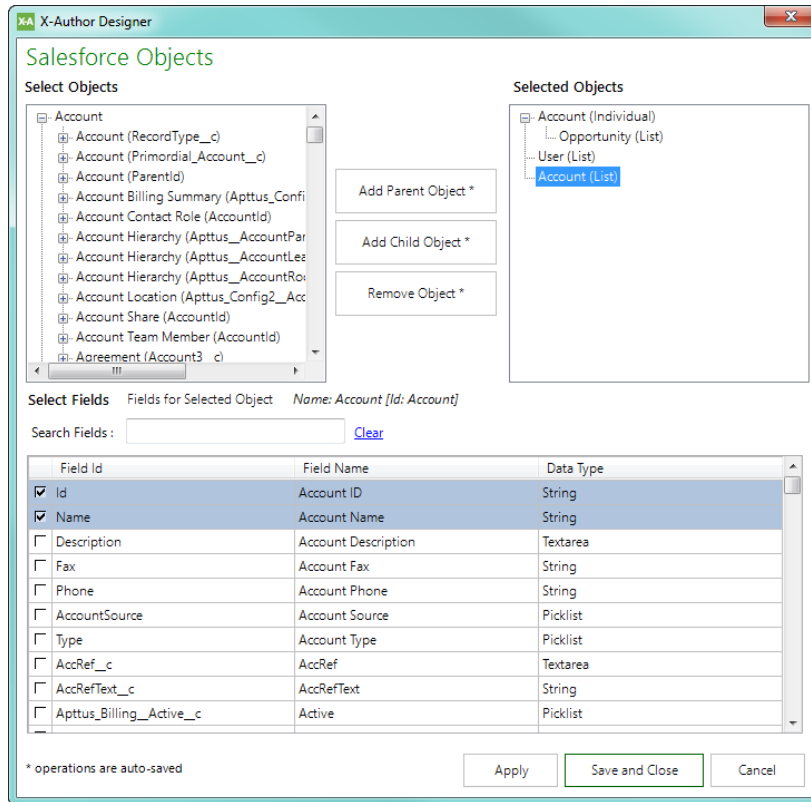 X-A X-Author Designer
Salesforce Objects
Select Objects
Selected Objects
Account
Account (RecordType__c)
Account (Primordial_Account__c)
Account (ParentId)
Account Billing Summary (Apttus_Confi
Account Contact Role (AccountId)
Account Hierarchy (Apttus__AccountPar
Account Hierarchy (Apttus__AccountLea
Account Hierarchy (Apttus__AccountRoo
Account Location (Apttus_Config2__Acc
Account Share (AccountId)
Account Team Member (AccountId)
Agreement (Account3__c)
Add Parent Object *
Add Child Object *
Remove Object *
Account (Individual)
Opportunity (List)
User (List)
Account (List)
Select Fields Fields for Selected Object Name: Account [Id: Account]
Search Fields : Clear
Field Id Field Name Data Type
Id Account ID String
Name Account Name String
Description Account Description Textarea
Fax Account Fax String
Phone Account Phone String
AccountSource Account Source Picklist
Type Account Type Picklist
AccRef__c AccRef Textarea
AccRefText__c AccRefText String
Apttus_Billing__Active__c Active Picklist
* operations are auto-saved
Apply Save and Close Cancel